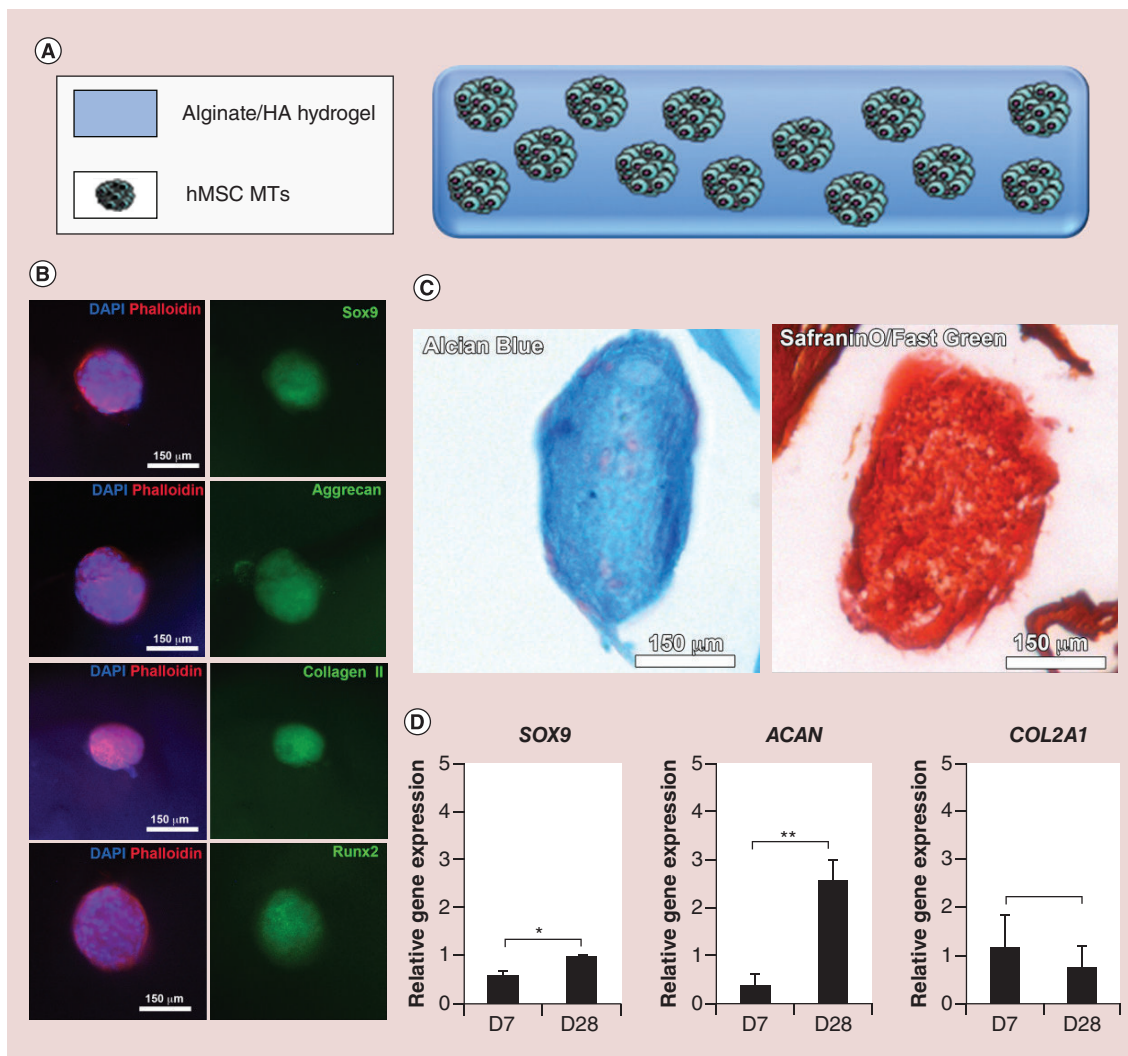 A
Alginate/HA hydrogel
hMSC MTs
B
DAPI Phalloidin
Sox9
150 μm
DAPI Phalloidin
Aggrecan
150 μm
DAPI Phalloidin
Collagen II
150 μm
DAPI Phalloidin
Runx2
150 μm
C
Alcian Blue
150 μm
SafraninO/Fast Green
150 μm
D
SOX9
Relative gene expression
5
4
3
2
1
0
*
D7 D28
ACAN
Relative gene expression
5
4
3
2
1
0
**
D7 D28
COL2A1
Relative gene expression
5
4
3
2
1
0
D7 D28